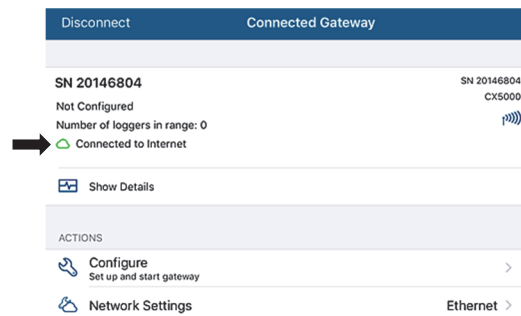 Disconnect
Connected Gateway
SN 20146804
SN 20146804
CX5000
Not Configured
Number of loggers in range: 0
Connected to Internet
Show Details
ACTIONS
Configure
Set up and start gateway
Network Settings
Ethernet